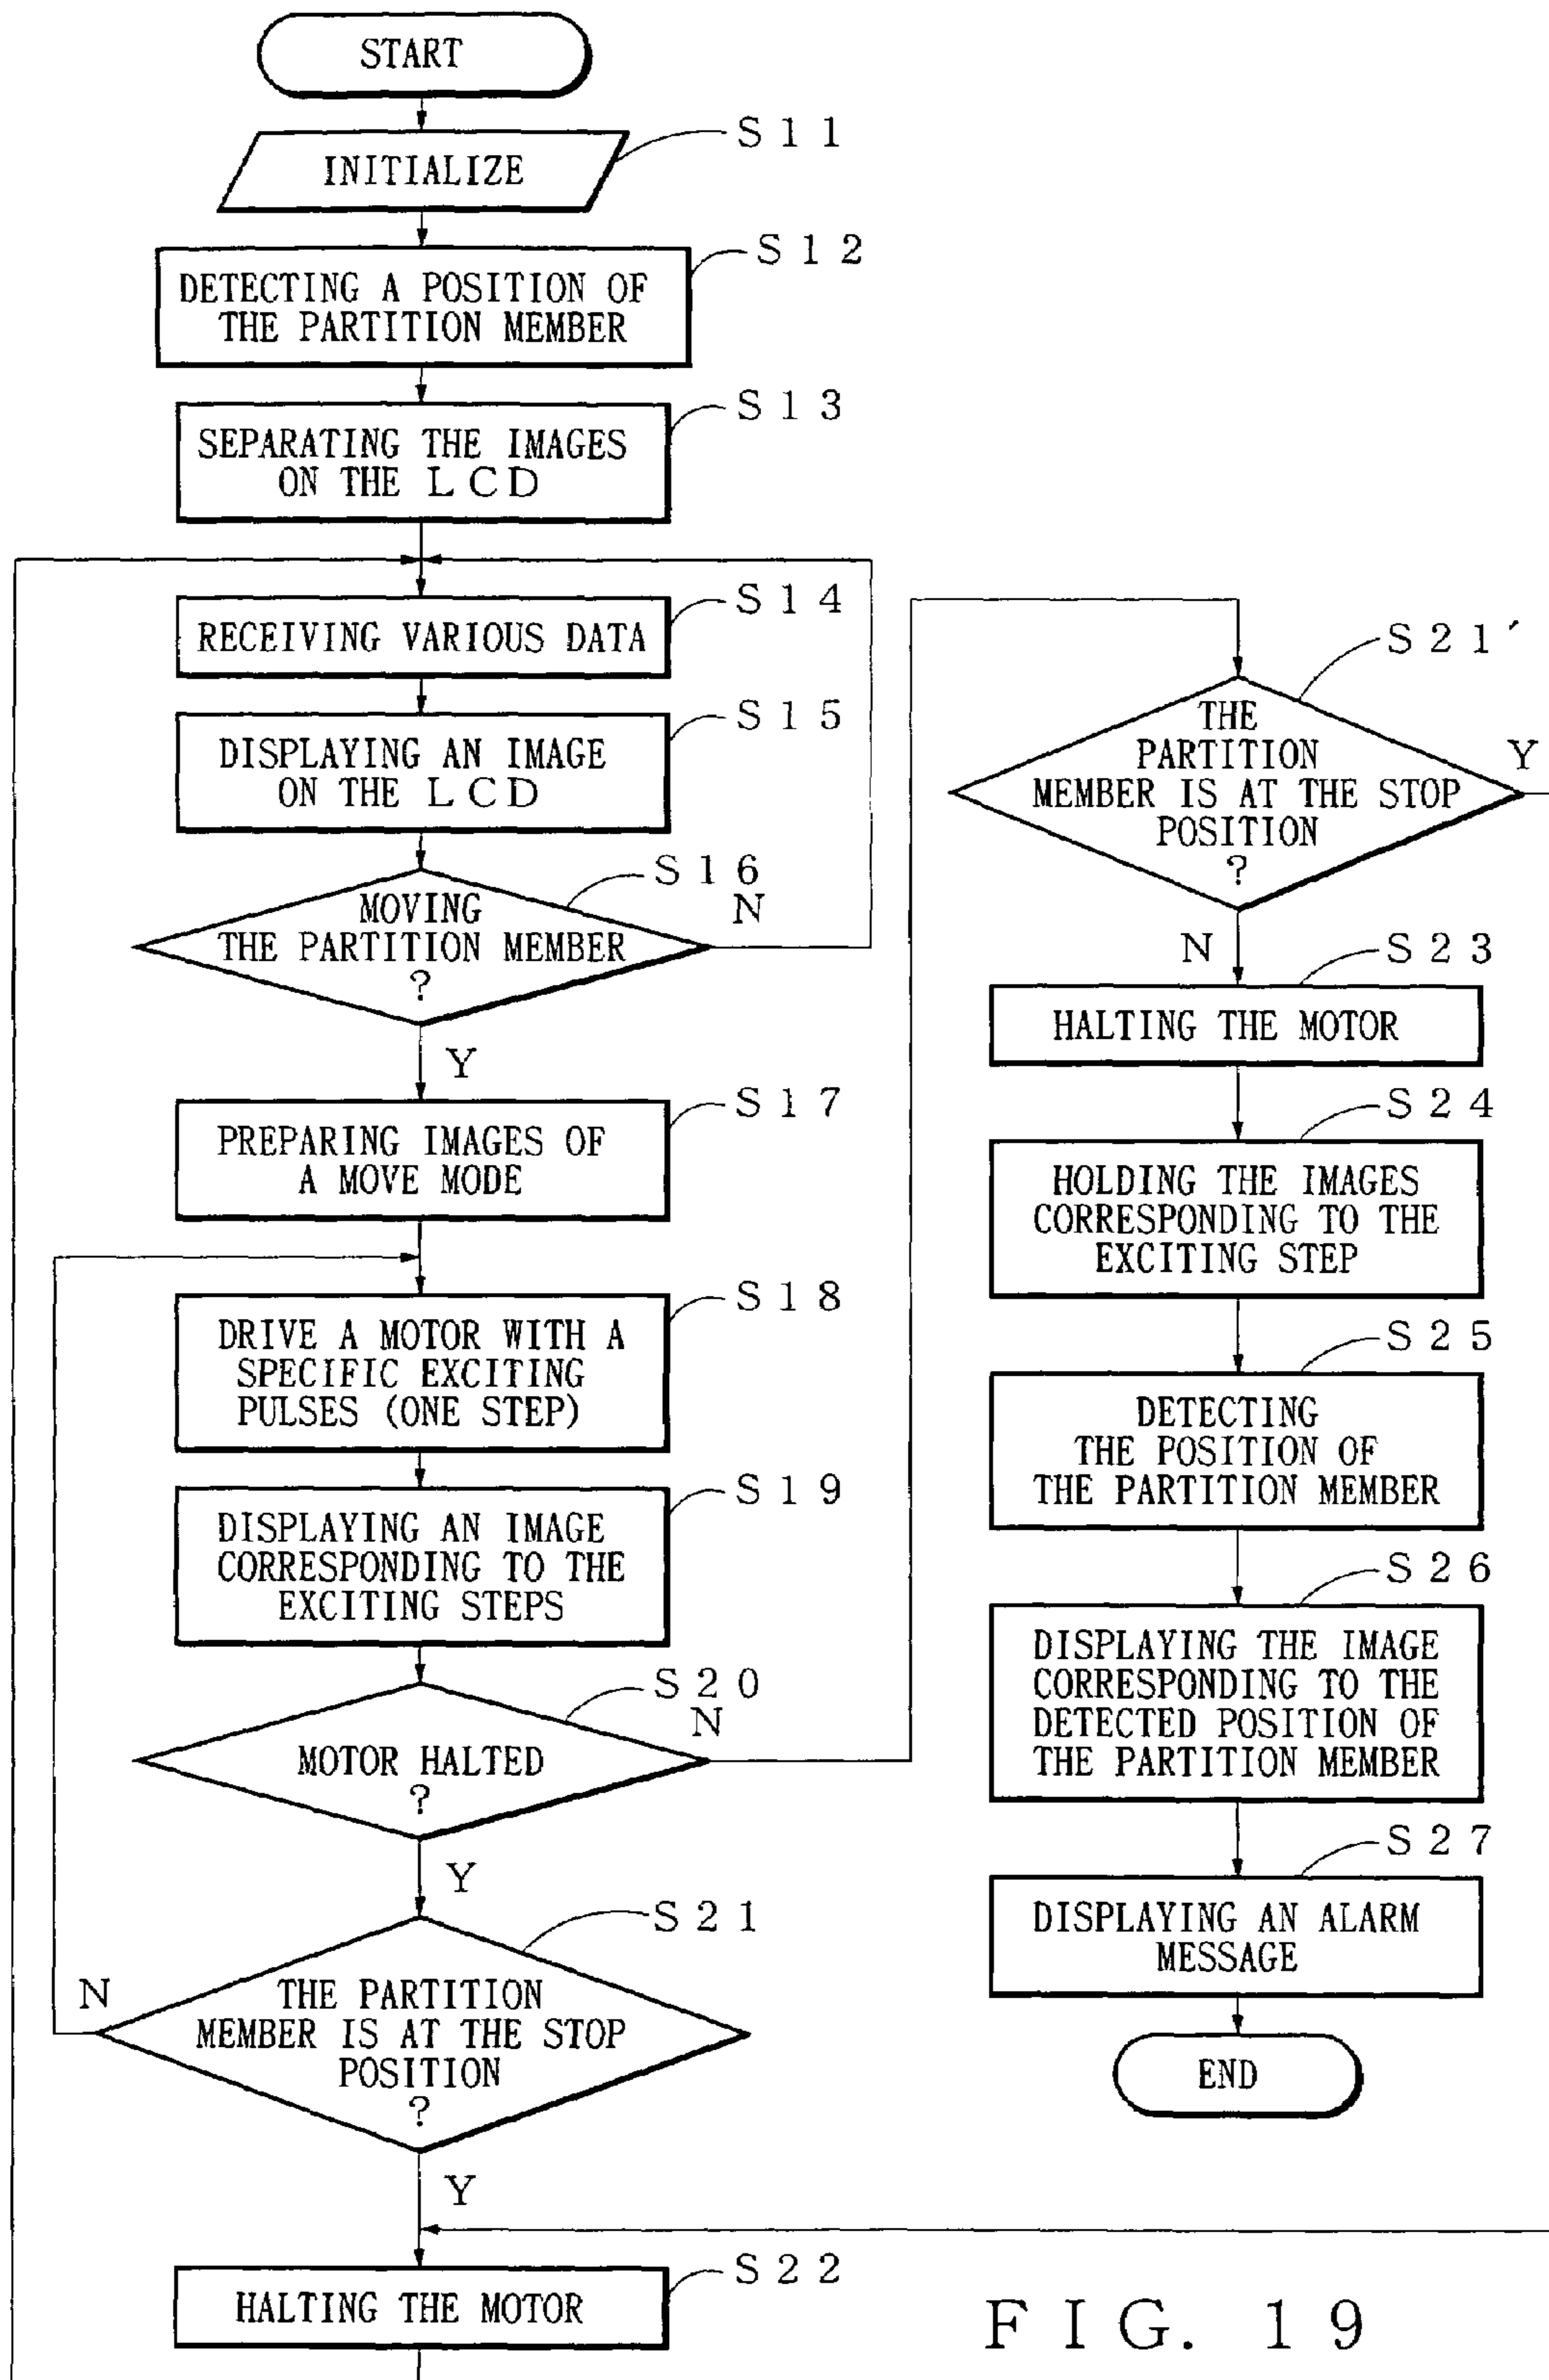 START
INITIALIZE
S11
DETECTING A POSITION OF
THE PARTITION MEMBER
S12
SEPARATING THE IMAGES
ON THE LCD
S13
RECEIVING VARIOUS DATA
S14
DISPLAYING AN IMAGE
ON THE LCD
S15
MOVING
THE PARTITION MEMBER
?
S16
N
Y
PREPARING IMAGES OF
A MOVE MODE
S17
DRIVE A MOTOR WITH A
SPECIFIC EXCITING
PULSES (ONE STEP)
S18
DISPLAYING AN IMAGE
CORRESPONDING TO THE
EXCITING STEPS
S19
MOTOR HALTED
?
S20
N
Y
THE PARTITION
MEMBER IS AT THE STOP
POSITION
?
S21
N
Y
HALTING THE MOTOR
S22
THE
PARTITION
MEMBER IS AT THE STOP
POSITION
?
S21´
Y
N
HALTING THE MOTOR
S23
HOLDING THE IMAGES
CORRESPONDING TO THE
EXCITING STEP
S24
DETECTING
THE POSITION OF
THE PARTITION MEMBER
S25
DISPLAYING THE IMAGE
CORRESPONDING TO THE
DETECTED POSITION OF
THE PARTITION MEMBER
S26
DISPLAYING AN ALARM
MESSAGE
S27
END
FIG. 19